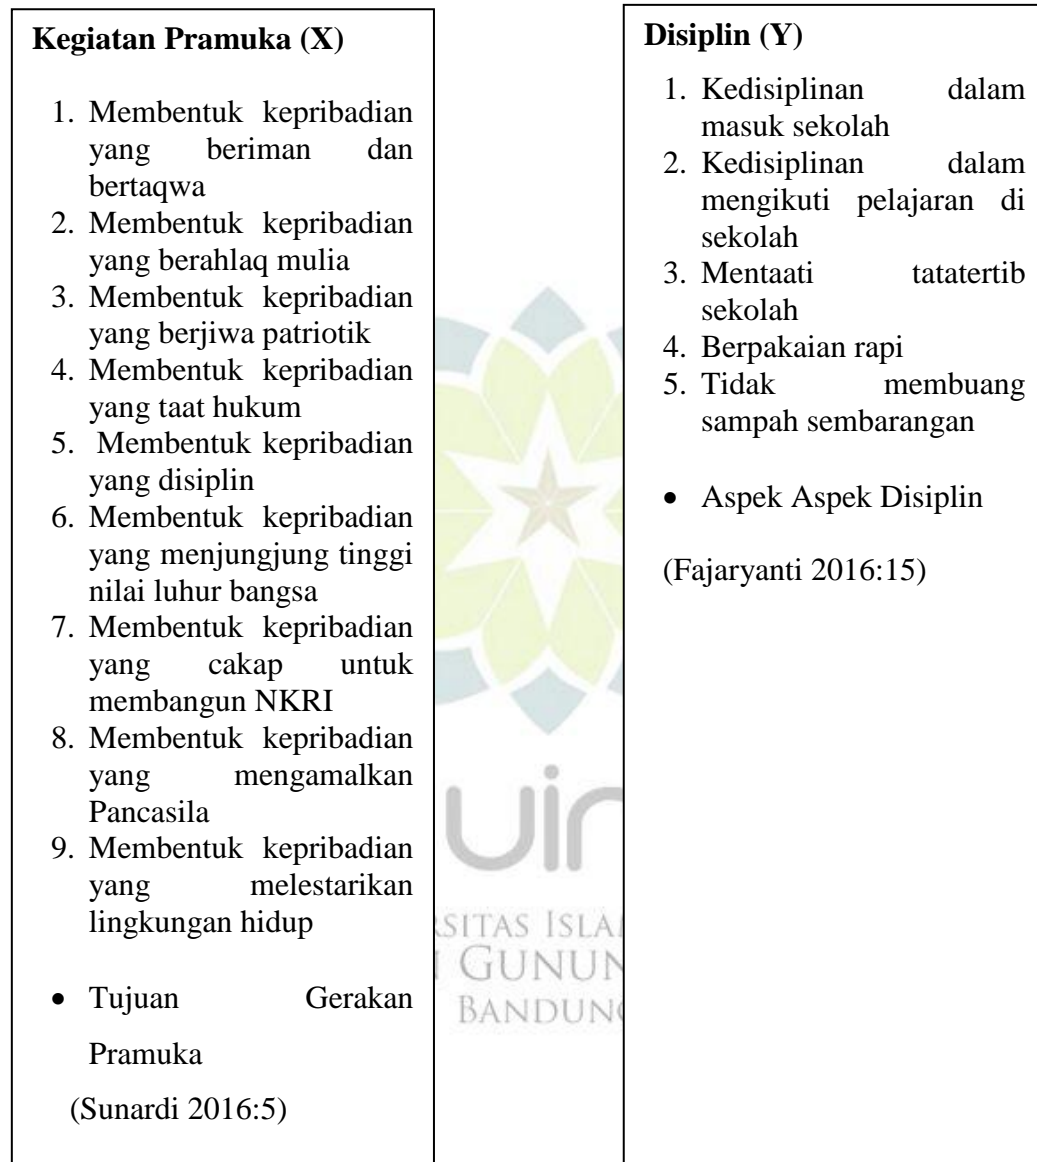 Kegiatan Pramuka (X)
1. Membentuk kepribadian
yang beriman dan
bertaqwa
2. Membentuk kepribadian
yang berahlaq mulia
3. Membentuk kepribadian
yang berjiwa patriotik
4. Membentuk kepribadian
yang taat hukum
5. Membentuk kepribadian
yang disiplin
6. Membentuk kepribadian
yang menjungjung tinggi
nilai luhur bangsa
7. Membentuk kepribadian
yang cakap untuk
membangun NKRI
8. Membentuk kepribadian
yang mengamalkan
Pancasila
9. Membentuk kepribadian
yang melestarikan
lingkungan hidup
• Tujuan Gerakan
Pramuka
(Sunardi 2016:5)
Disiplin (Y)
1. Kedisiplinan dalam
masuk sekolah
2. Kedisiplinan dalam
mengikuti pelajaran di
sekolah
3. Mentaati tatatertib
sekolah
4. Berpakaian rapi
5. Tidak membuang
sampah sembarangan
• Aspek Aspek Disiplin
(Fajaryanti 2016:15)